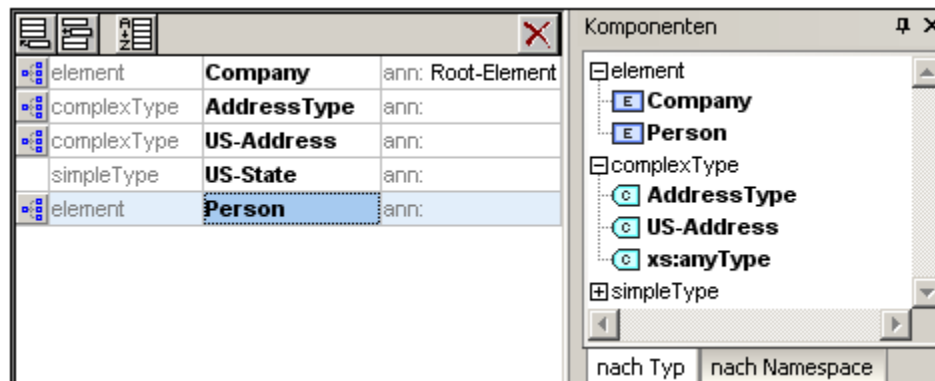 element Company ann: Root-Element
complexType AddressType ann:
complexType US-Address ann:
simpleType US-State ann:
element Person ann:
Komponenten
element
E Company
E Person
complexType
C AddressType
C US-Address
C xs:anyType
simpleType
nach Typ nach Namespace